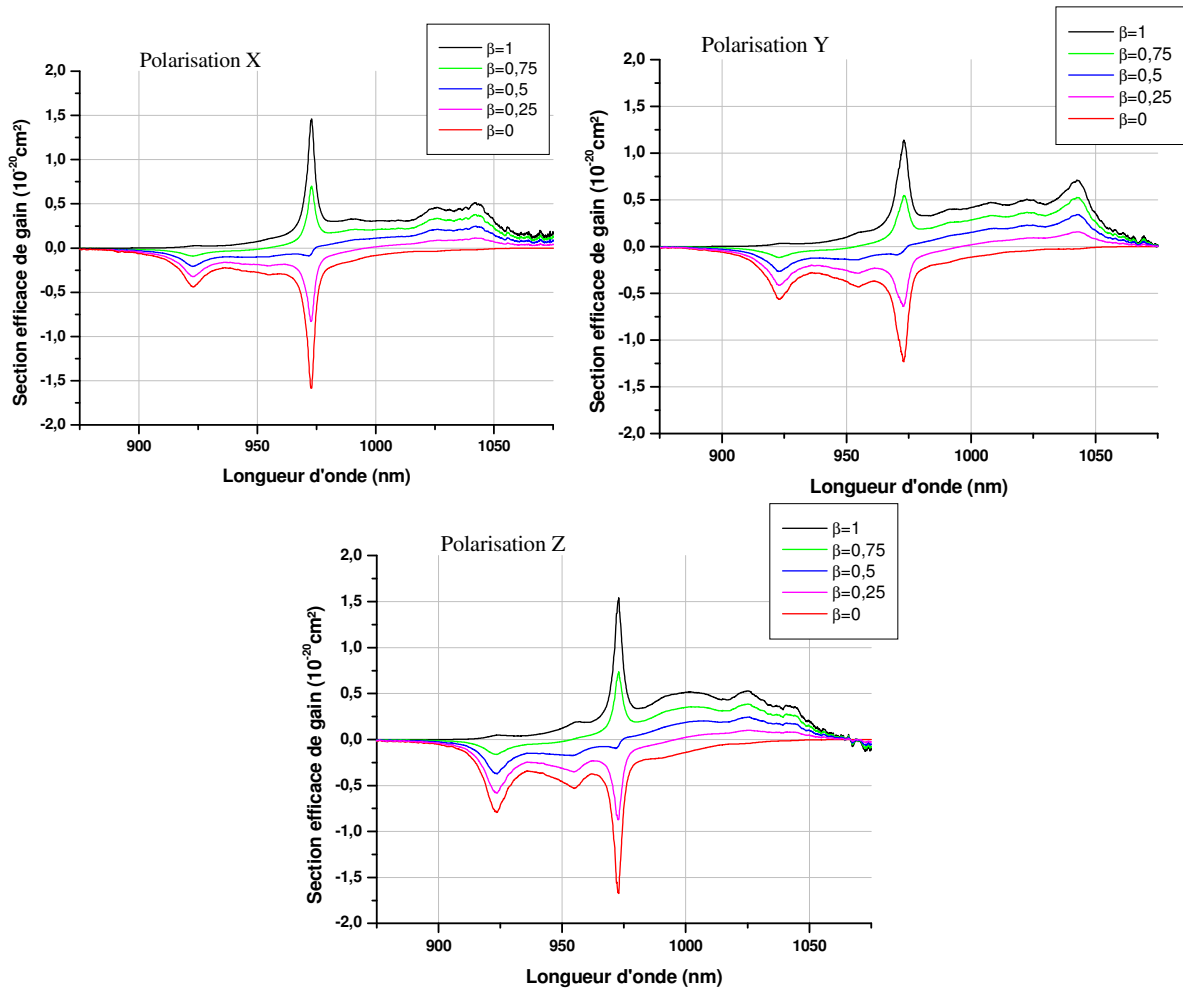 Polarisation X
β=1
β=0,75
β=0,5
β=0,25
β=0
Section efficace de gain (10⁻²⁰cm²)
2,0
1,5
1,0
0,5
0,0
-0,5
-1,0
-1,5
-2,0
900
950
1000
1050
Longueur d'onde (nm)
Polarisation Y
β=1
β=0,75
β=0,5
β=0,25
β=0
Section efficace de gain (10⁻²⁰cm²)
2,0
1,5
1,0
0,5
0,0
-0,5
-1,0
-1,5
-2,0
900
950
1000
1050
Longueur d'onde (nm)
Polarisation Z
β=1
β=0,75
β=0,5
β=0,25
β=0
Section efficace de gain (10⁻²⁰cm²)
2,0
1,5
1,0
0,5
0,0
-0,5
-1,0
-1,5
-2,0
900
950
1000
1050
Longueur d'onde (nm)